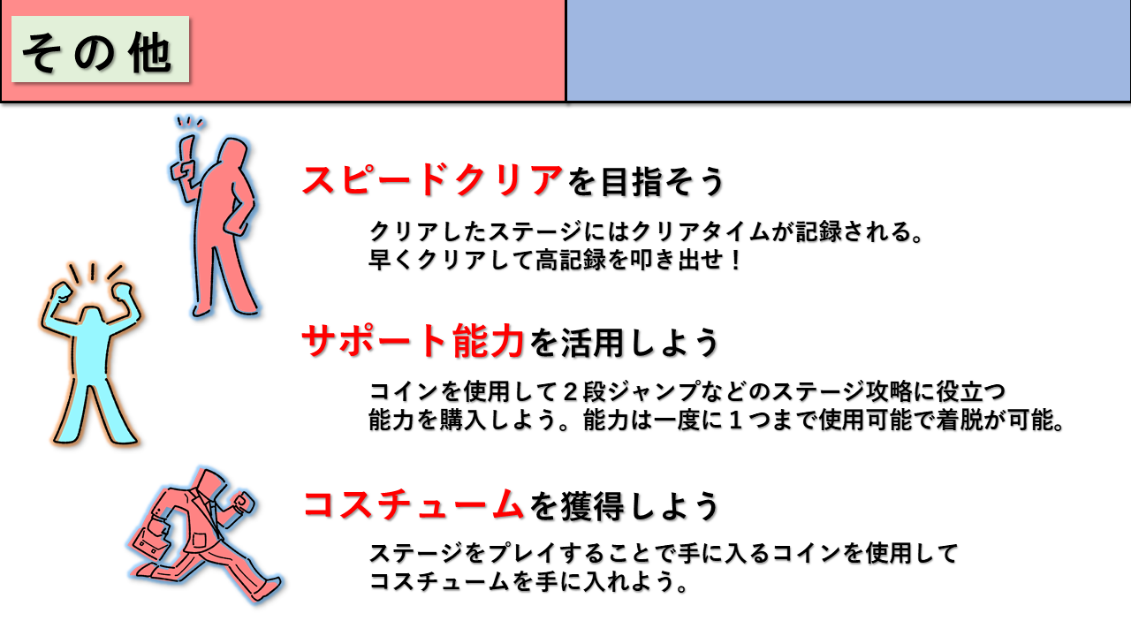 その他
スピードクリアを目指そう
クリアしたステージにはクリアタイムが記録される。
早くクリアして高記録を叩き出せ！
サポート能力を活用しよう
コインを使用して２段ジャンプなどのステージ攻略に役立つ
能力を購入しよう。能力は一度に１つまで使用可能で着脱が可能。
コスチュームを獲得しよう
ステージをプレイすることで手に入るコインを使用して
コスチュームを手に入れよう。